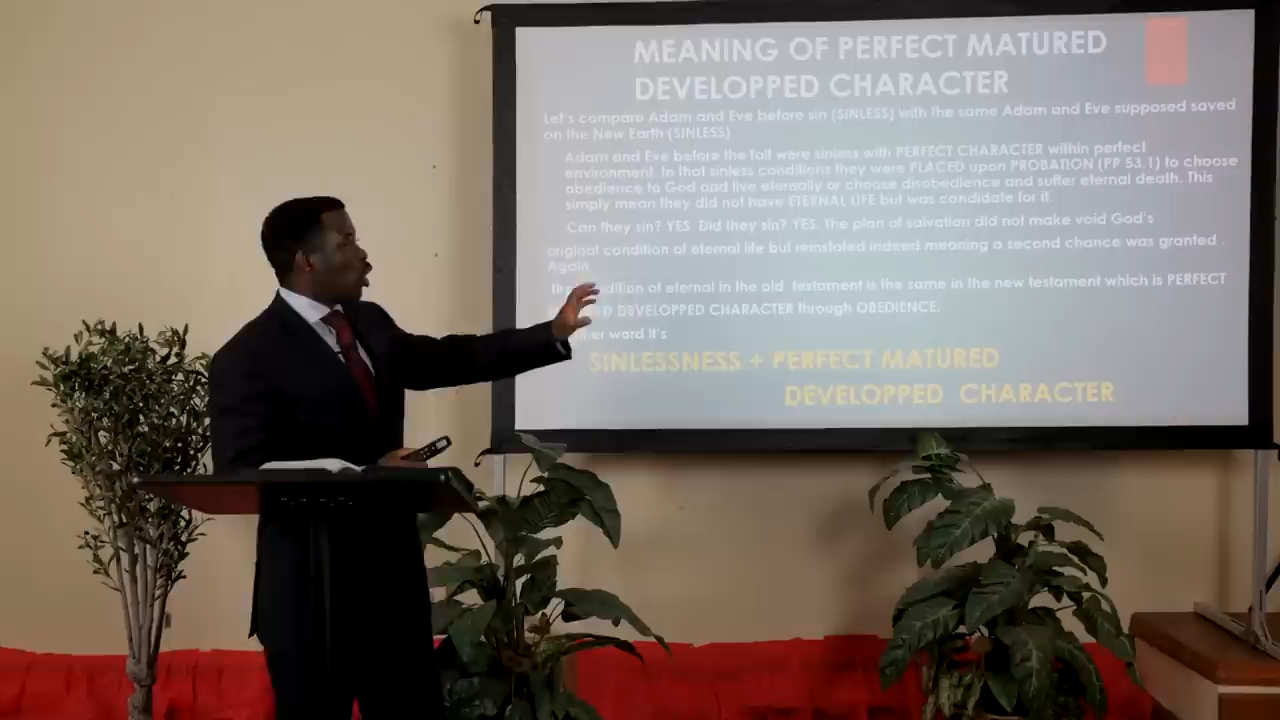 MEANING OF PERFECT MATURED
DEVELOPPED CHARACTER
Let's compare Adam and Eve before sin (SINLESS) with the same Adam and Eve supposed saved
on the New Earth (SINLESS)
Adam and Eve before the fall were sinless with PERFECT CHARACTER within perfect
environment. In that sinless conditions they were PLACED upon PROBATION (PP 53.1) to choose
obedience to God and live eternally or choose disobedience and suffer eternal death. This
simply mean they did not have ETERNAL LIFE but was candidate for it.
Can they sin? YES. Did they sin? YES. The plan of salvation did not make void God's
original condition of eternal life but reinstated indeed meaning a second chance was granted .
Again
of eternal in the old testament is the same in the new testament which is PERFECT
DEVELOPPED CHARACTER through OBEDIENCE.
word it's
SINLESSNESS + PERFECT MATURED
DEVELOPPED CHARACTER